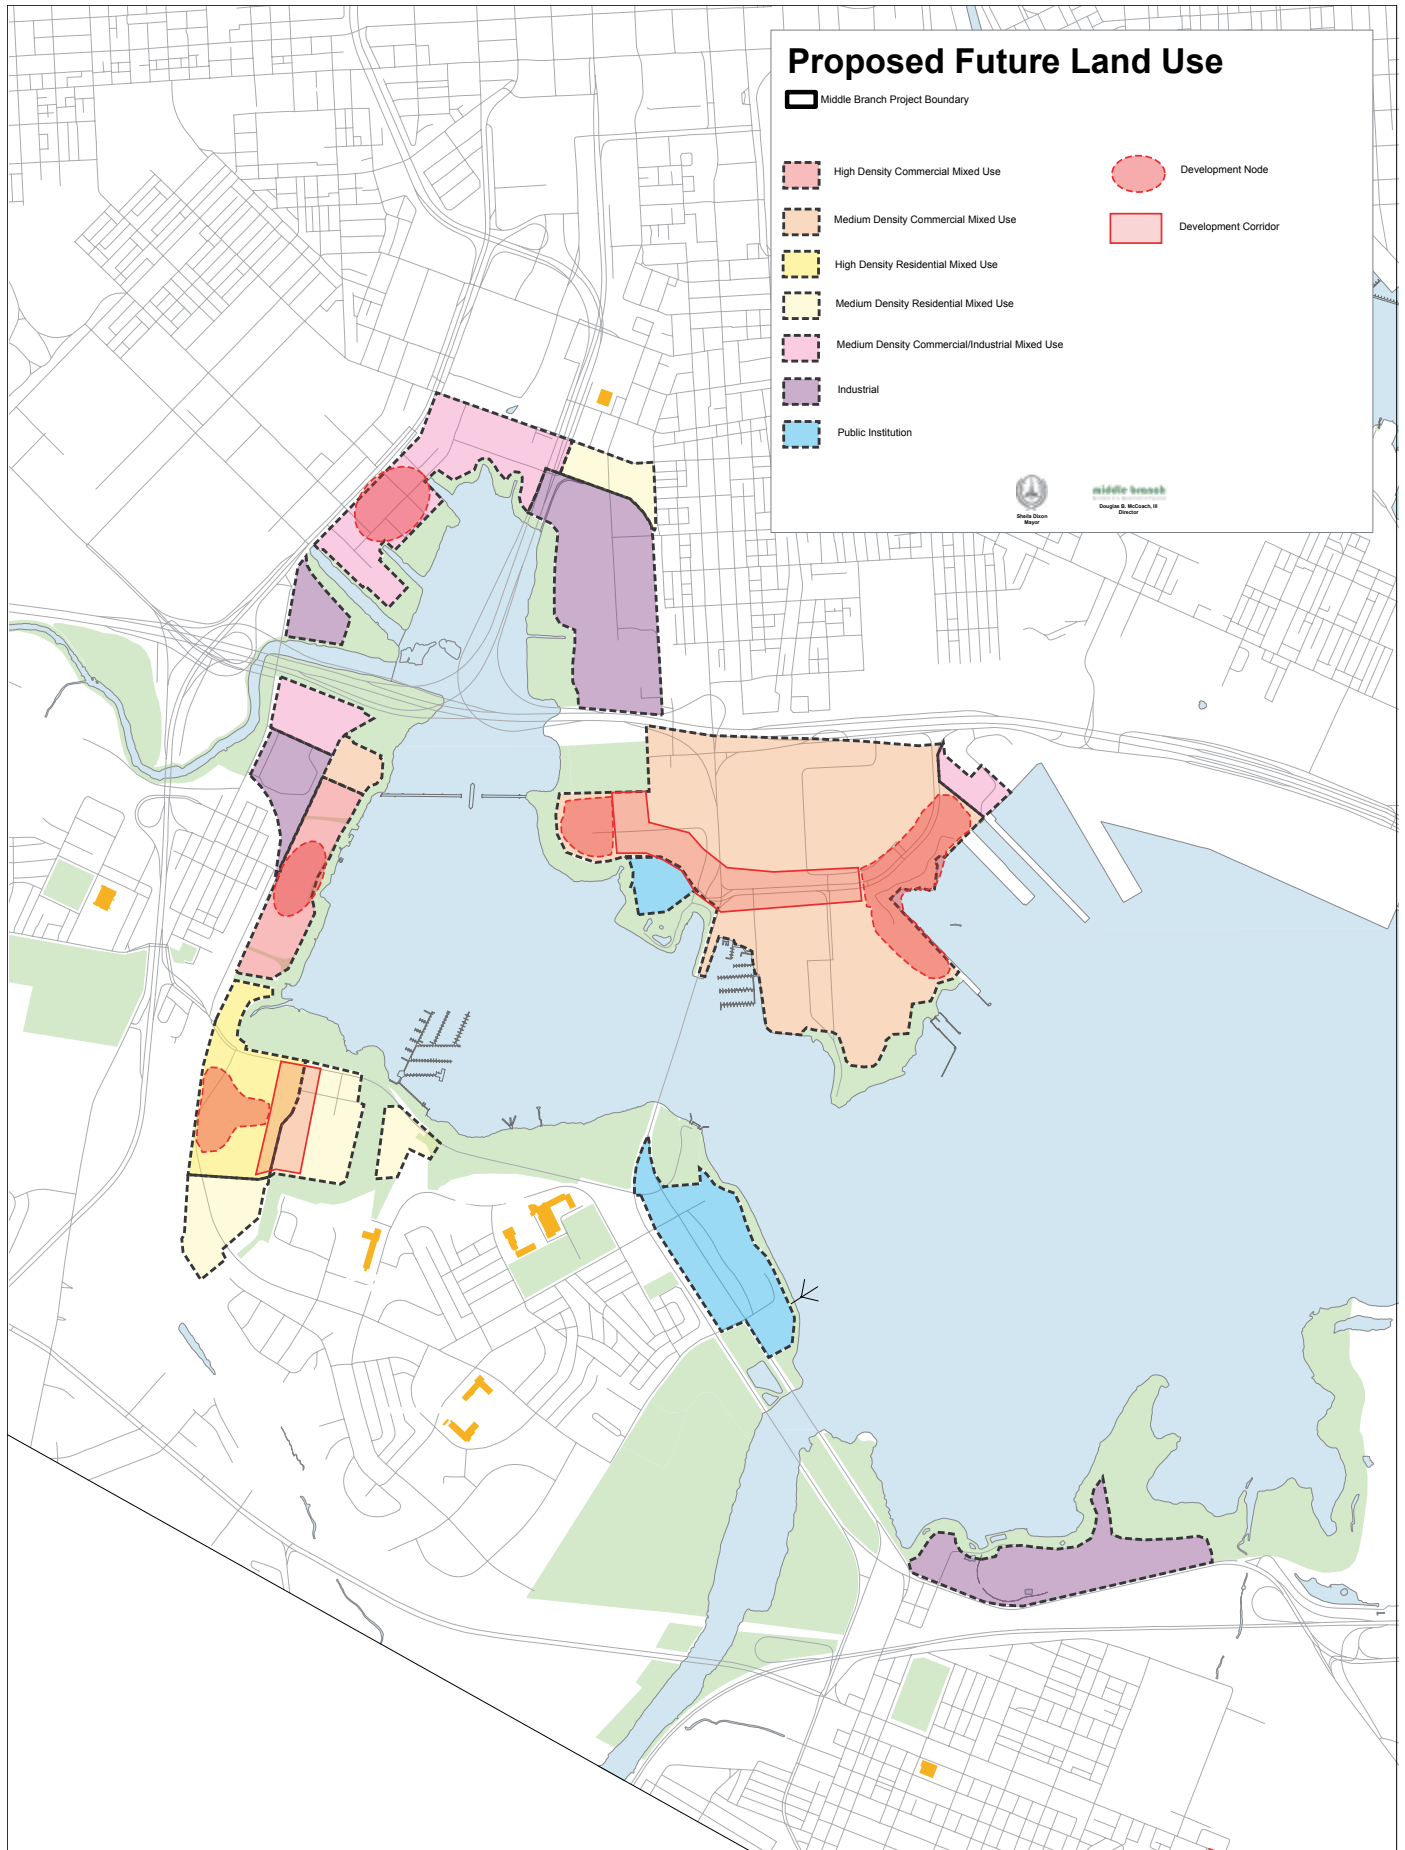 Proposed Future Land Use
Middle Branch Project Boundary
High Density Commercial Mixed Use
Medium Density Commercial Mixed Use
High Density Residential Mixed Use
Medium Density Residential Mixed Use
Medium Density Commercial/Industrial Mixed Use
Industrial
Public Institution
Development Node
Development Corridor
Sheila Dixon
Mayor
middle branch
Douglas B. McCoach, III
Director